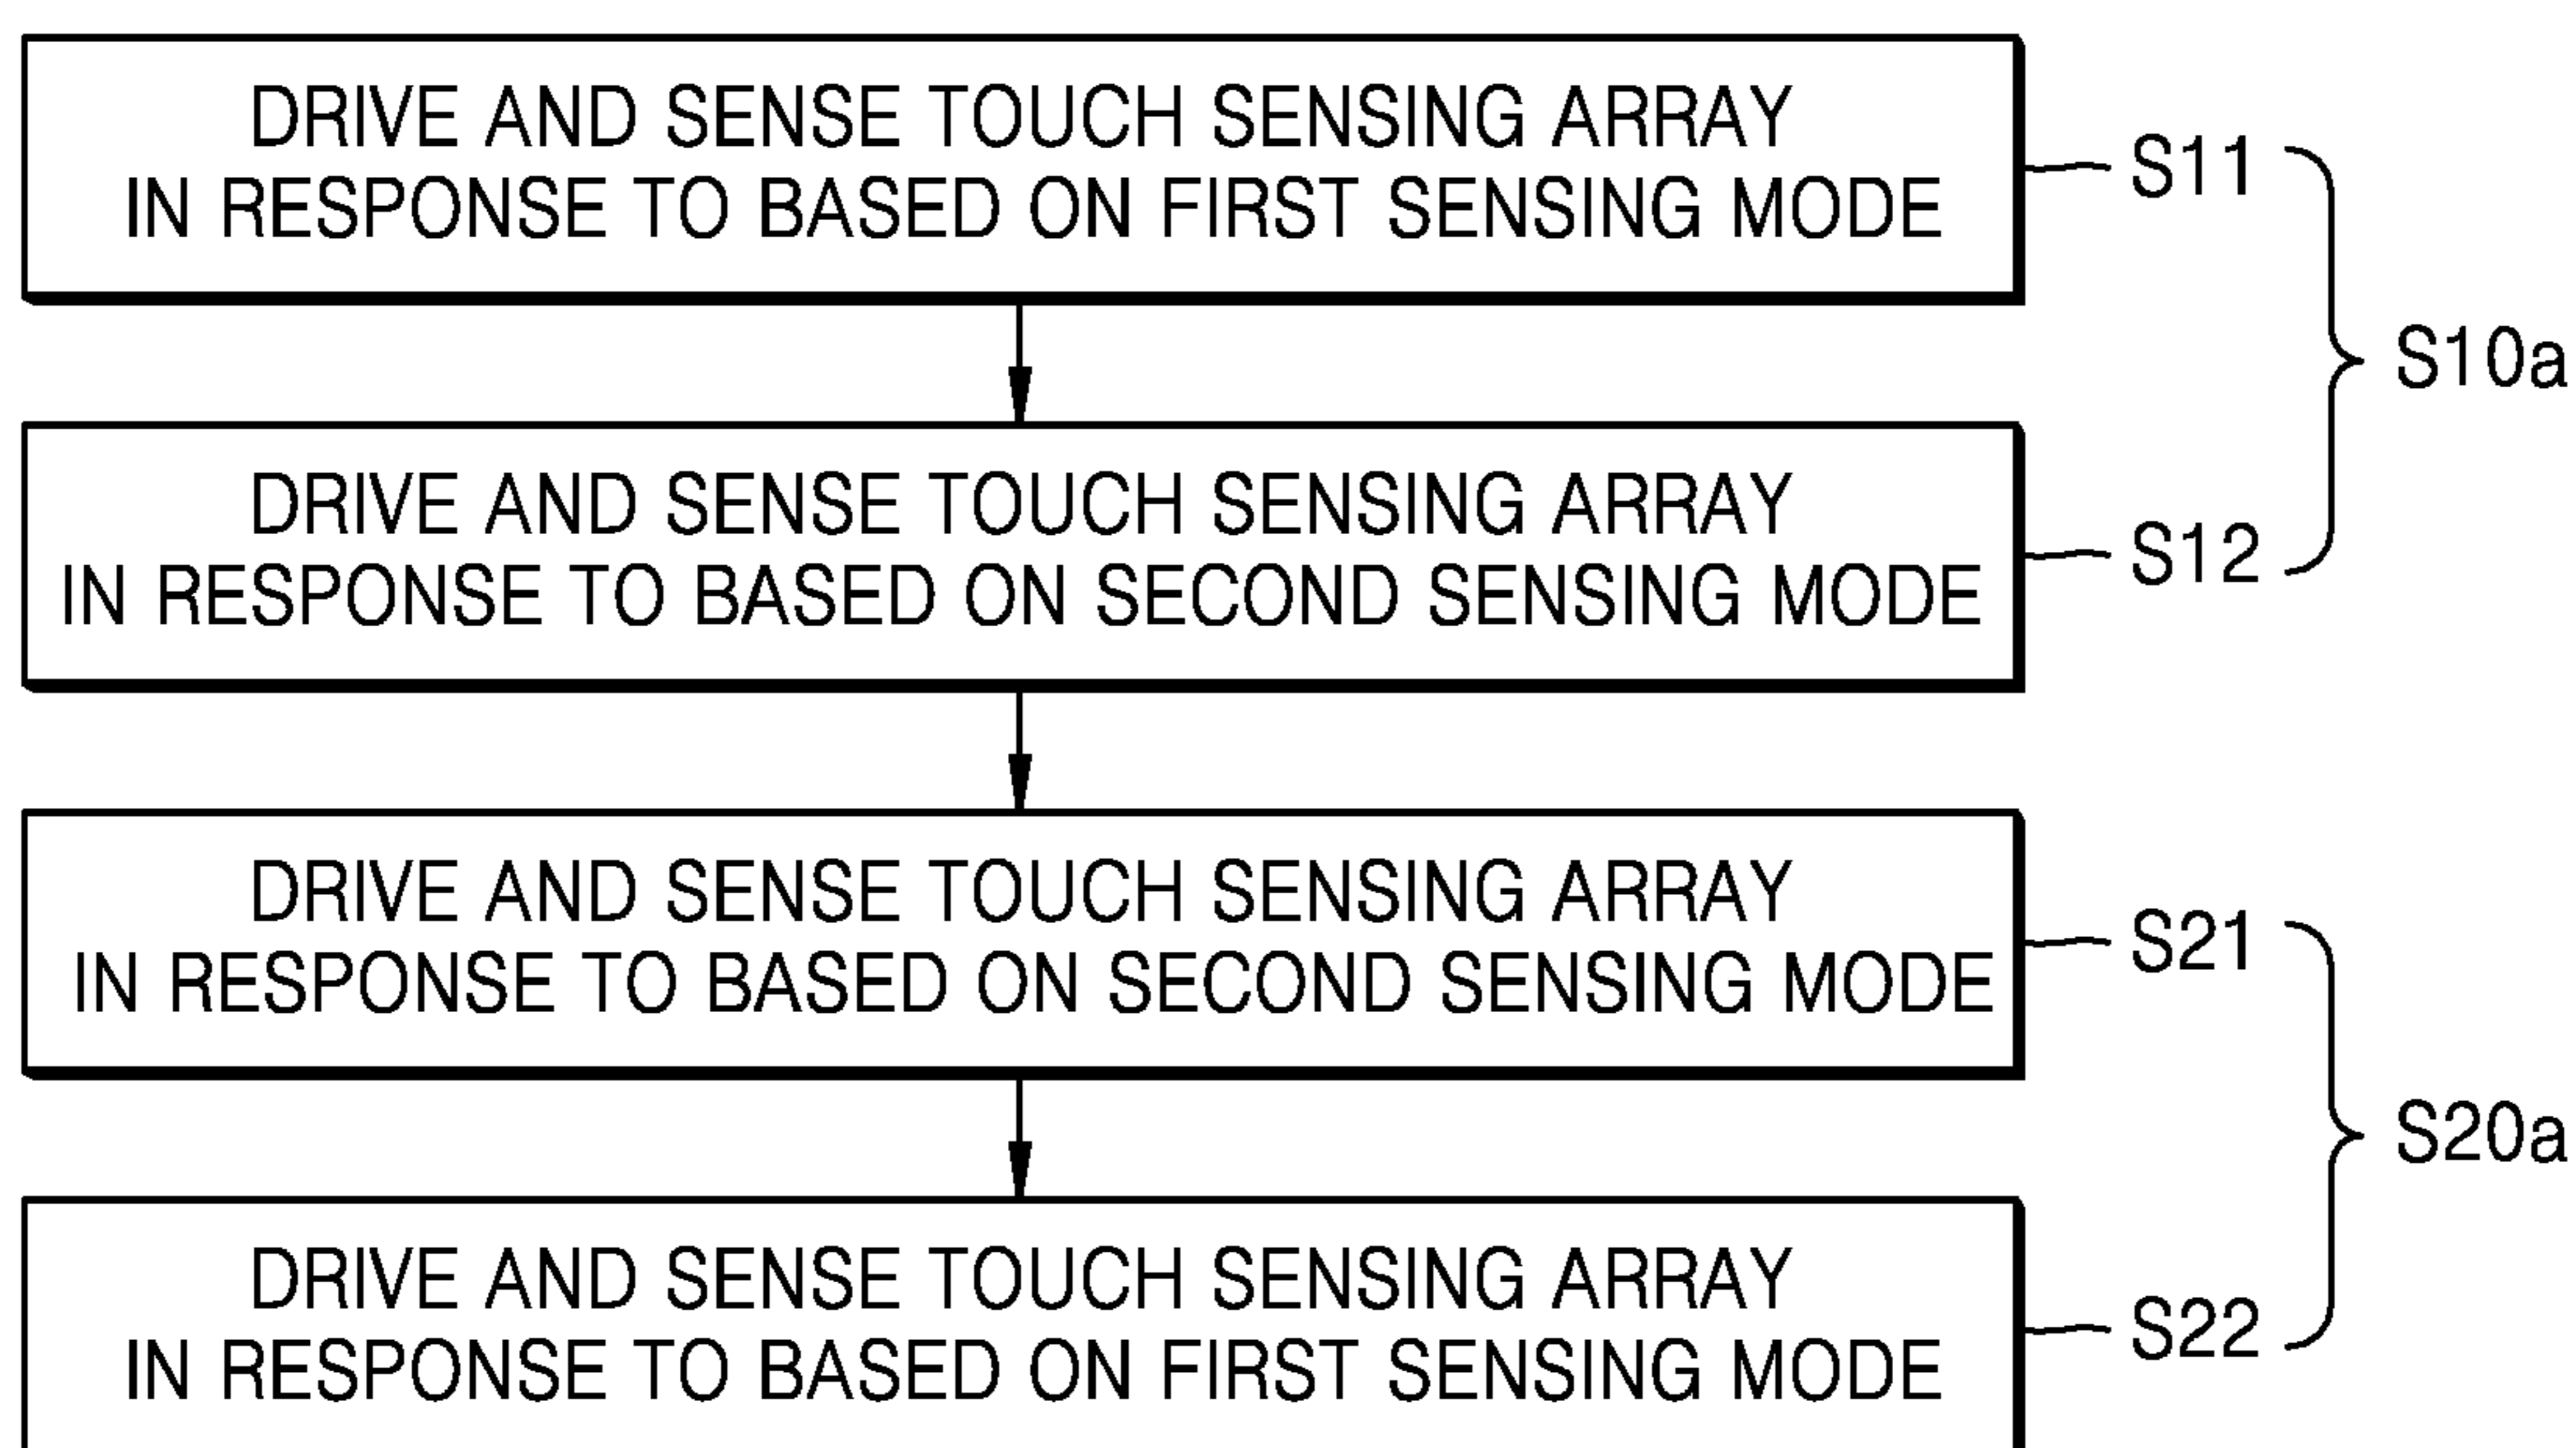 DRIVE AND SENSE TOUCH SENSING ARRAY
IN RESPONSE TO BASED ON FIRST SENSING MODE
S11
S10a
DRIVE AND SENSE TOUCH SENSING ARRAY
IN RESPONSE TO BASED ON SECOND SENSING MODE
S12
DRIVE AND SENSE TOUCH SENSING ARRAY
IN RESPONSE TO BASED ON SECOND SENSING MODE
S21
S20a
DRIVE AND SENSE TOUCH SENSING ARRAY
IN RESPONSE TO BASED ON FIRST SENSING MODE
S22